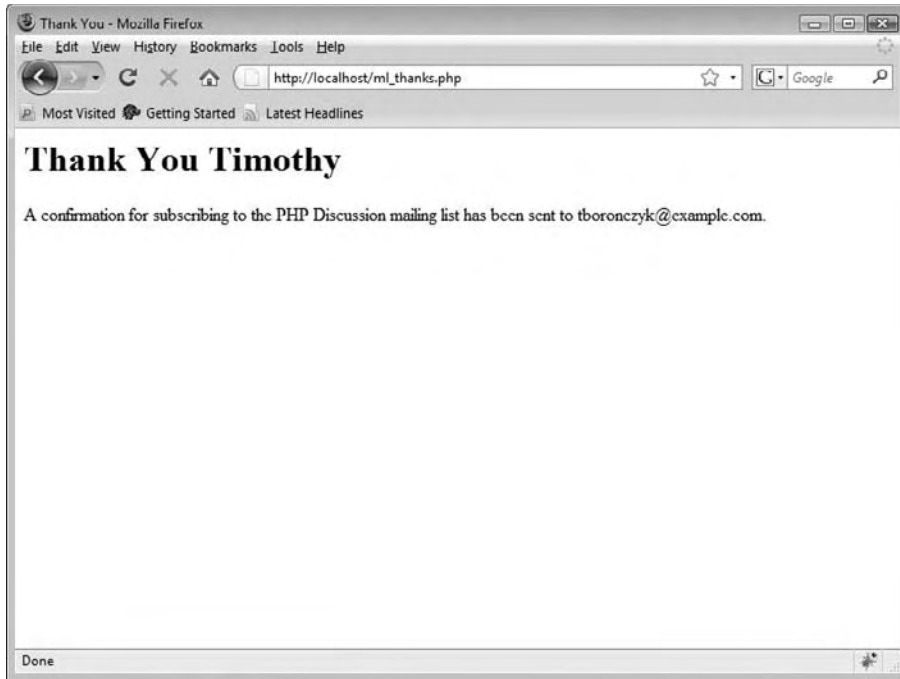 Thank You - Mozilla Firefox
File Edit View History Bookmarks Tools Help
http://localhost/ml_thanks.php
G Google
Most Visited Getting Started Latest Headlines
Thank You Timothy
A confirmation for subscribing to the PHP Discussion mailing list has been sent to tboronczyk@example.com.
Done